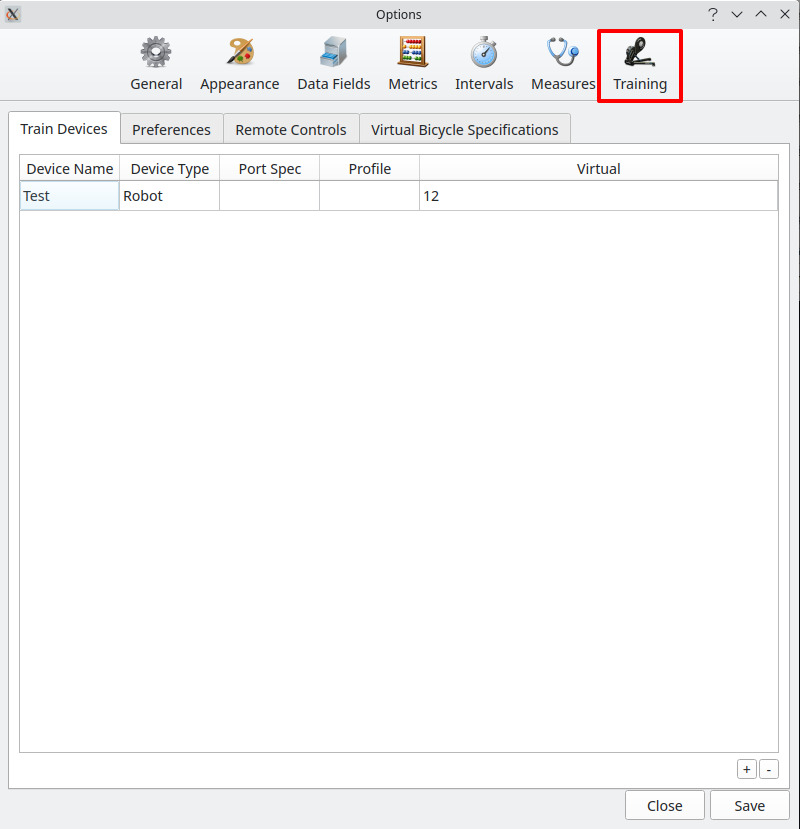 Options
General Appearance Data Fields Metrics Intervals Measures Training
Train Devices Preferences Remote Controls Virtual Bicycle Specifications
Device Name Device Type Port Spec Profile Virtual
Test Robot 12
+ -
Close Save